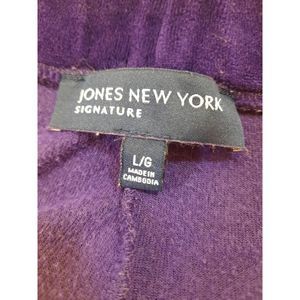 JONES NEW YORK
SIGNATURE
L/G
MADE IN
CAMBODIA